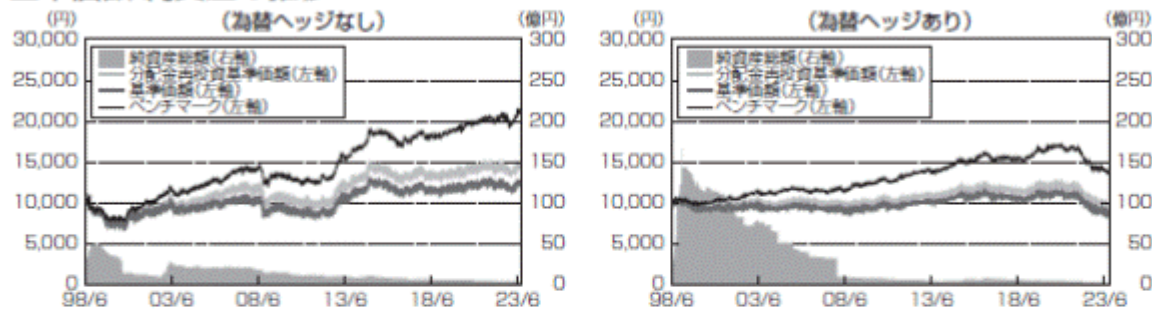 (為替ヘッジなし)
(円)
(億円)
30,000
25,000
20,000
15,000
10,000
5,000
0
300
250
200
150
100
50
0
純資産総額(右軸)
分配金再投資基準価額(左軸)
基準価額(左軸)
ベンチマーク(左軸)
98/6 03/6 08/6 13/6 18/6 23/6
(為替ヘッジあり)
(円)
(億円)
30,000
25,000
20,000
15,000
10,000
5,000
0
300
250
200
150
100
50
0
純資産総額(右軸)
分配金再投資基準価額(左軸)
基準価額(左軸)
ベンチマーク(左軸)
98/6 03/6 08/6 13/6 18/6 23/6